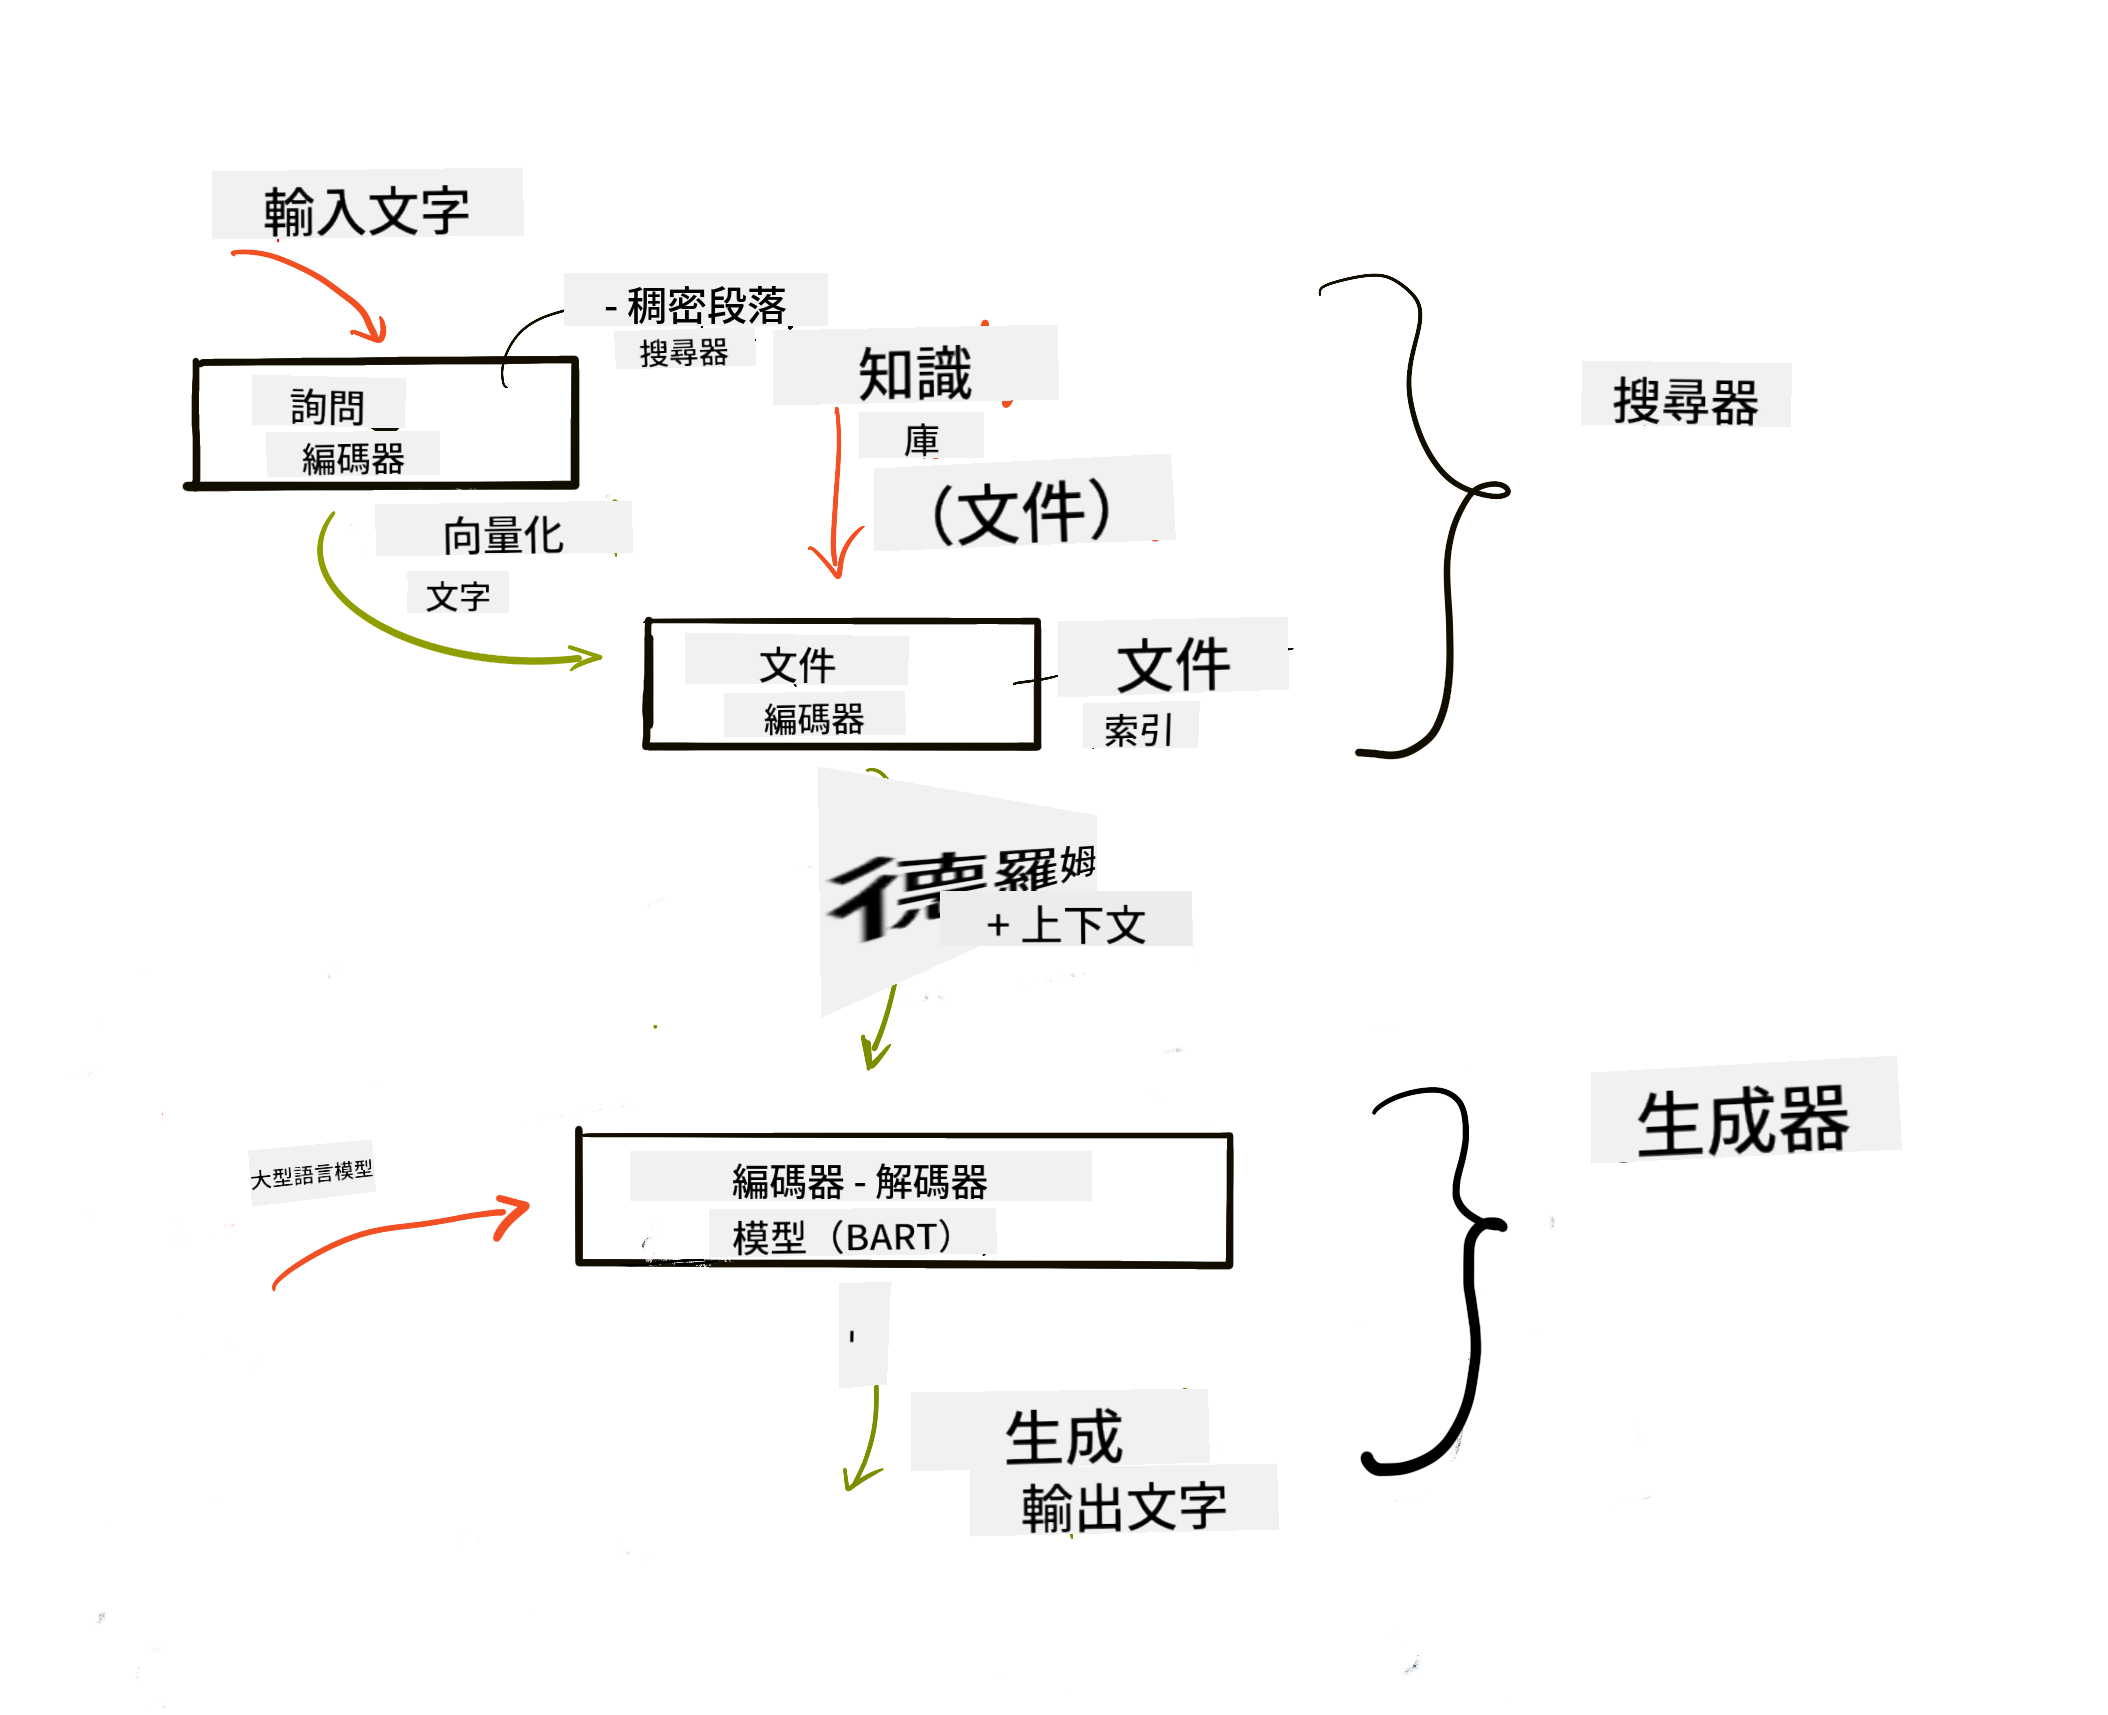 輸入文字
- 稠密段落
搜尋器
知識
庫
（文件）
搜尋器
詢問
編碼器
向量化
文字
文件
編碼器
文件
索引
德羅姆
+ 上下文
生成器
大型語言模型
編碼器 - 解碼器
模型（BART）
生成
輸出文字